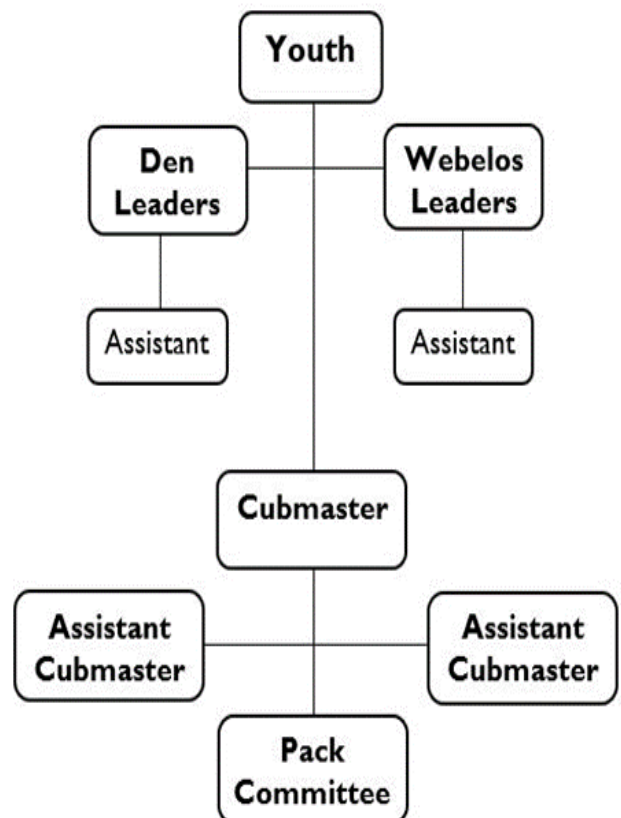 Youth
Den
Leaders
Webelos
Leaders
Assistant
Assistant
Cubmaster
Assistant
Cubmaster
Assistant
Cubmaster
Pack
Committee